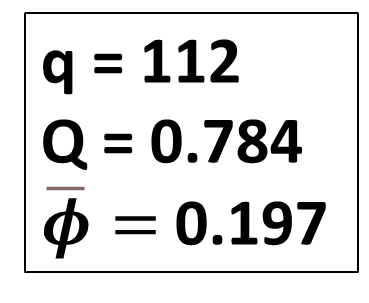 q = 112
Q = 0.784
ϕ̅ = 0.197